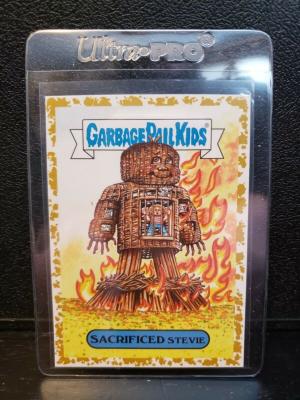 Ultra-PRO®
GARBAGE PAIL KIDS®
SACRIFICED STEVIE